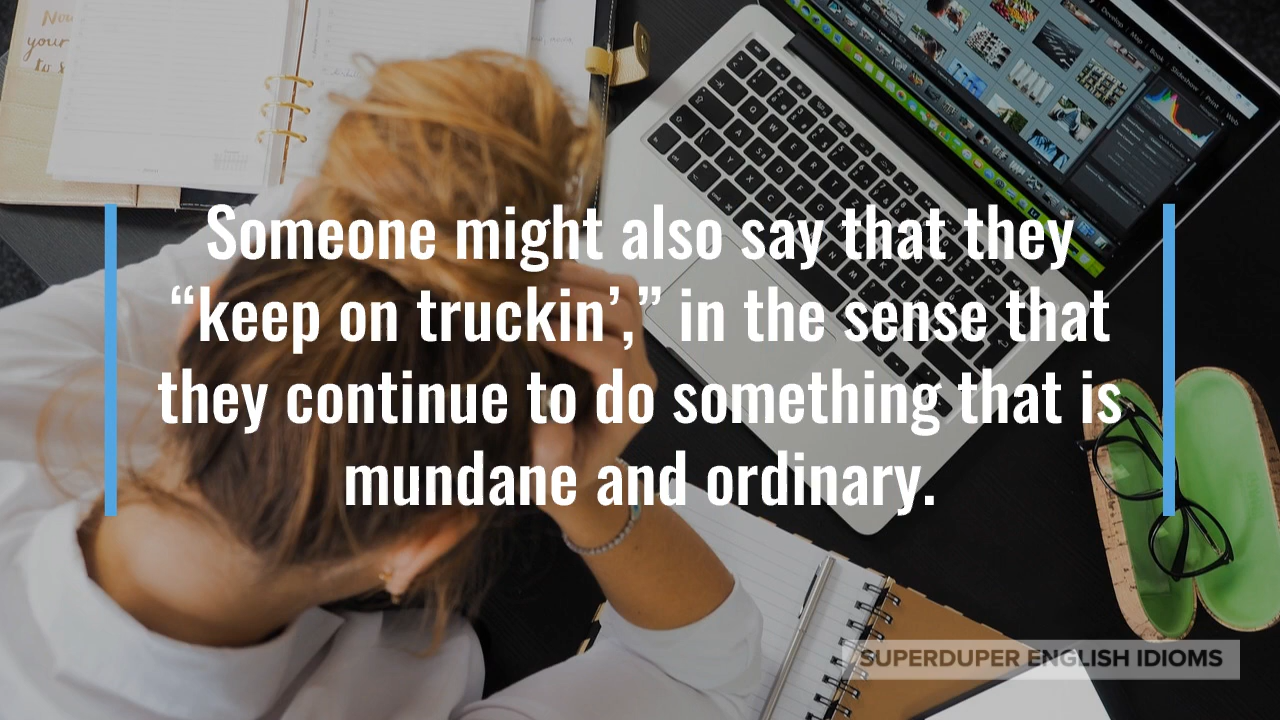 Someone might also say that they
“keep on truckin’,” in the sense that
they continue to do something that is
mundane and ordinary.
SUPERDUPER ENGLISH IDIOMS